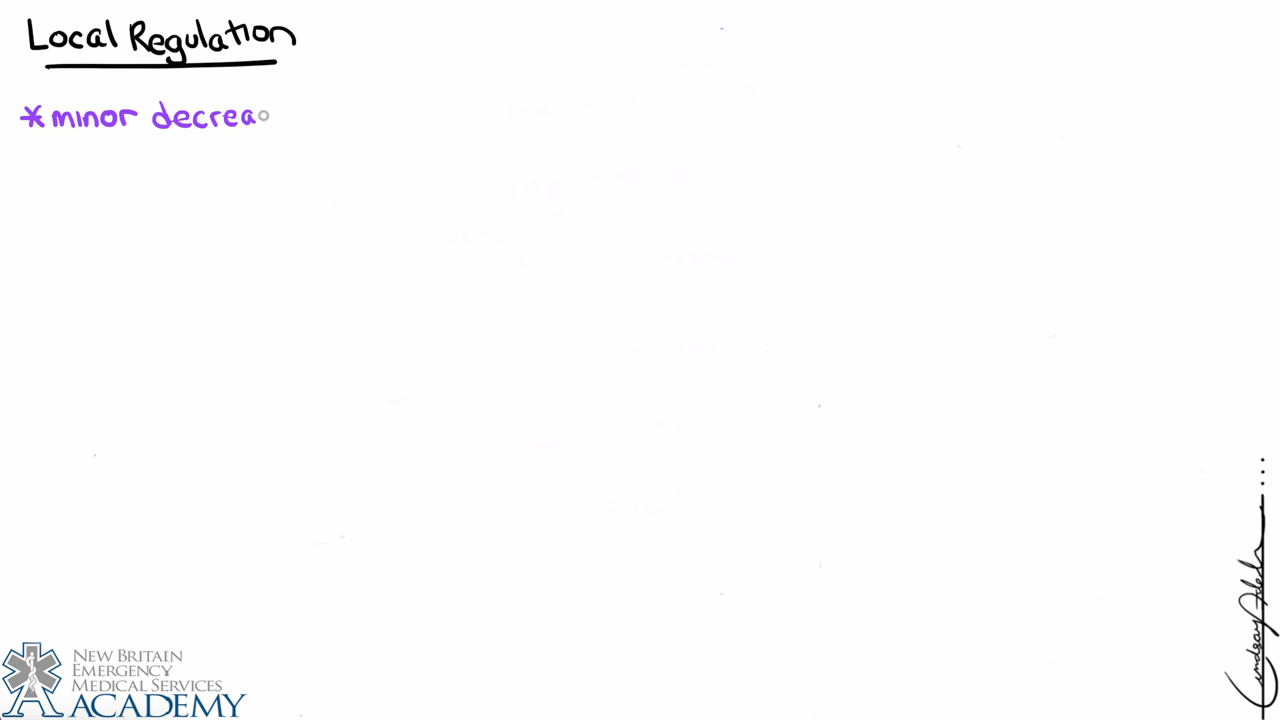 Local Regulation
*minor decrea
NEW BRITAIN
EMERGENCY
MEDICAL SERVICES
ACADEMY